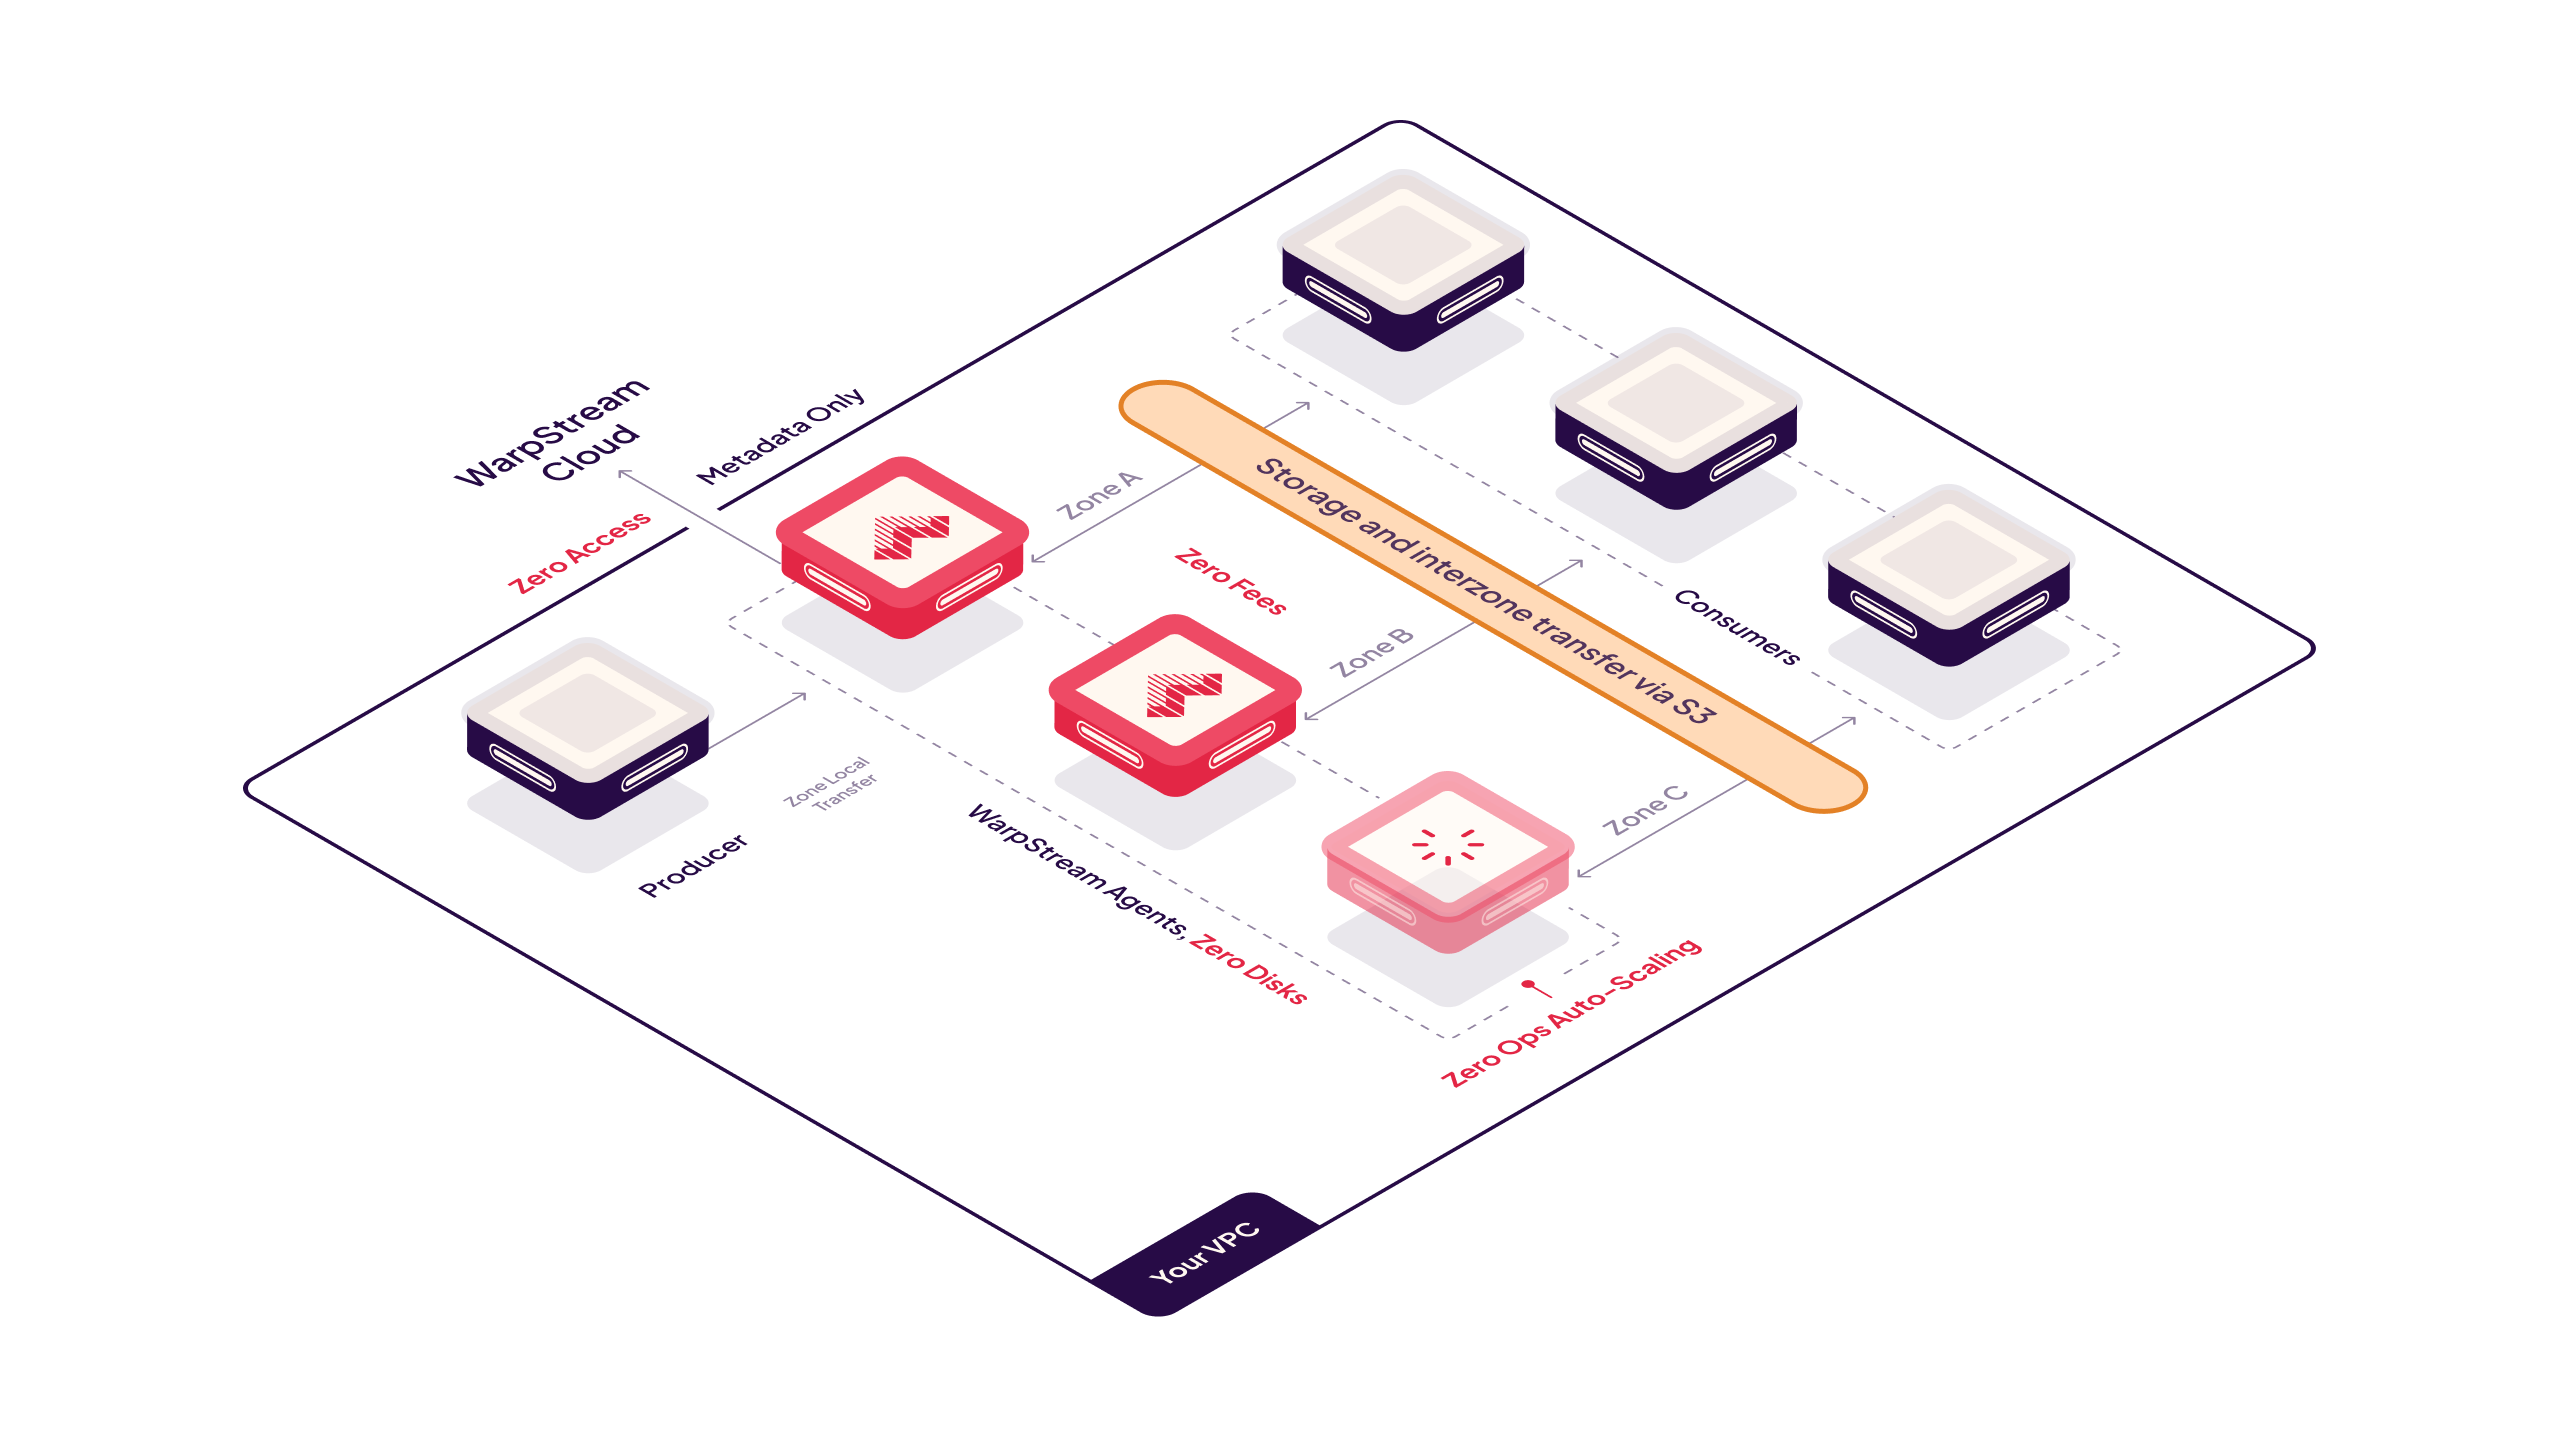 WarpStream
Cloud
Metadata Only
Zero Access
Zone A
Storage and interzone transfer via S3
Zero Fees
Zone B
Consumers
Zone Local
Transfer
Producer
WarpStream Agents, Zero Disks
Zone C
Zero Ops Auto-Scaling
Your VPC